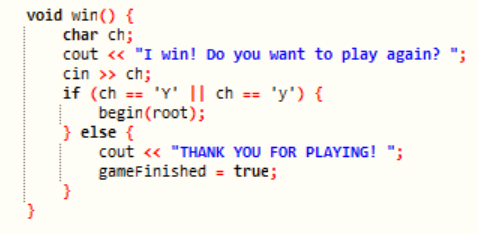 void win() {
    char ch;
    cout << "I win! Do you want to play again? ";
    cin >> ch;
    if (ch == 'Y' || ch == 'y') {
        begin(root);
    } else {
        cout << "THANK YOU FOR PLAYING! ";
        gameFinished = true;
    }
}